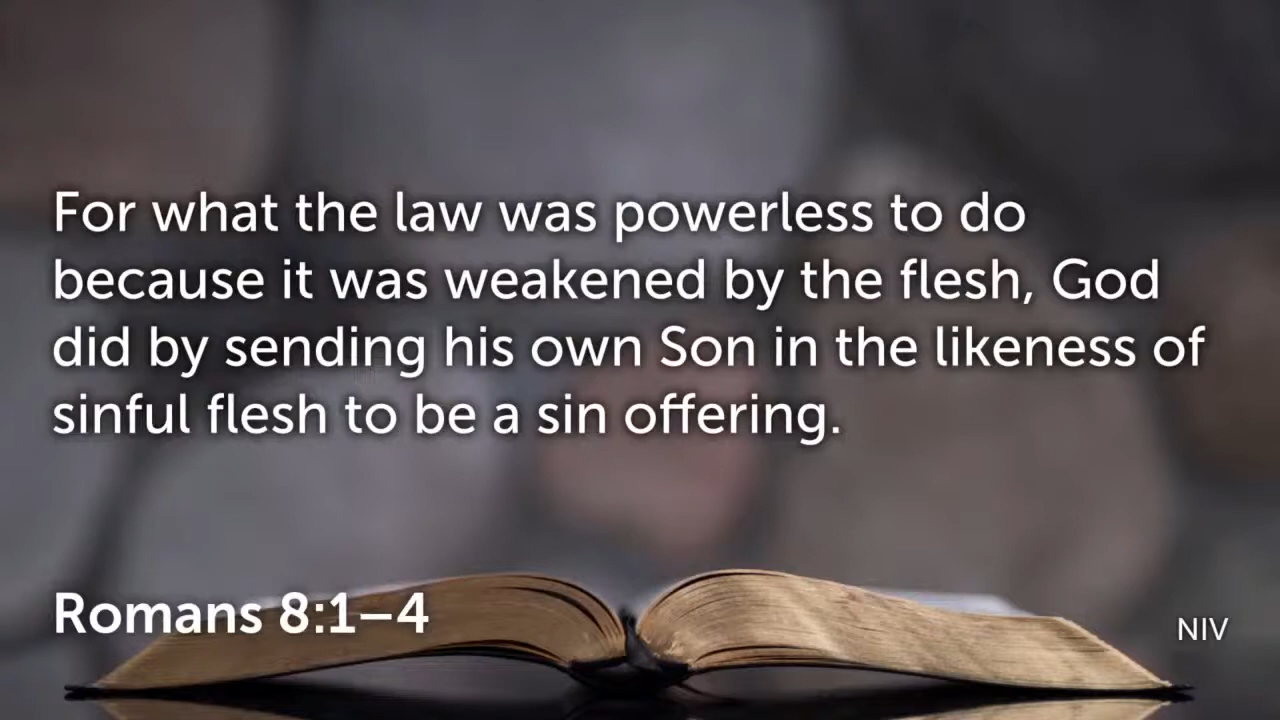 For what the law was powerless to do
because it was weakened by the flesh, God
did by sending his own Son in the likeness of
sinful flesh to be a sin offering.
Romans 8:1–4
NIV